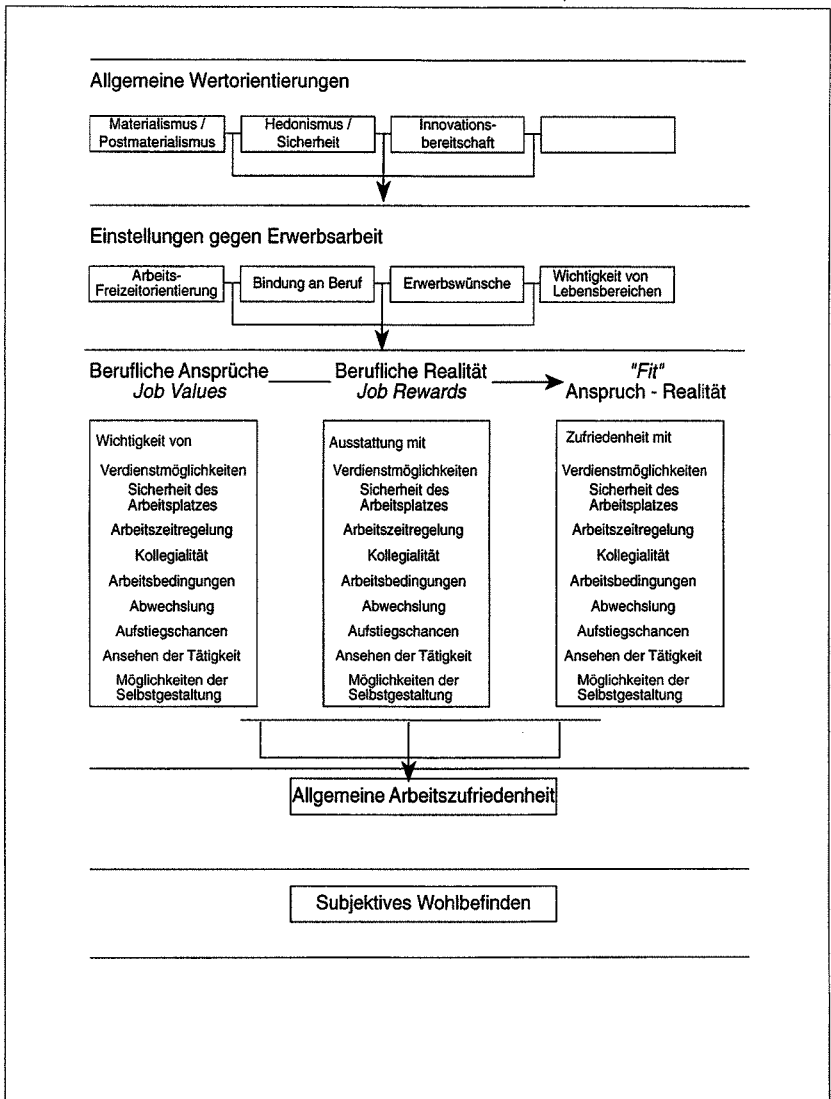 Allgemeine Wertorientierungen
Materialismus /
Postmaterialismus
Hedonismus /
Sicherheit
Innovations-
bereitschaft
Einstellungen gegen Erwerbsarbeit
Arbeits-
Freizeitorientierung
Bindung an Beruf
Erwerbswünsche
Wichtigkeit von
Lebensbereichen
Berufliche Ansprüche
Job Values
Berufliche Realität
Job Rewards
"Fit"
Anspruch - Realität
Wichtigkeit von
Verdienstmöglichkeiten
Sicherheit des
Arbeitsplatzes
Arbeitszeitregelung
Kollegialität
Arbeitsbedingungen
Abwechslung
Aufstiegschancen
Ansehen der Tätigkeit
Möglichkeiten der
Selbstgestaltung
Ausstattung mit
Verdienstmöglichkeiten
Sicherheit des
Arbeitsplatzes
Arbeitszeitregelung
Kollegialität
Arbeitsbedingungen
Abwechslung
Aufstiegschancen
Ansehen der Tätigkeit
Möglichkeiten der
Selbstgestaltung
Zufriedenheit mit
Verdienstmöglichkeiten
Sicherheit des
Arbeitsplatzes
Arbeitszeitregelung
Kollegialität
Arbeitsbedingungen
Abwechslung
Aufstiegschancen
Ansehen der Tätigkeit
Möglichkeiten der
Selbstgestaltung
Allgemeine Arbeitszufriedenheit
Subjektives Wohlbefinden